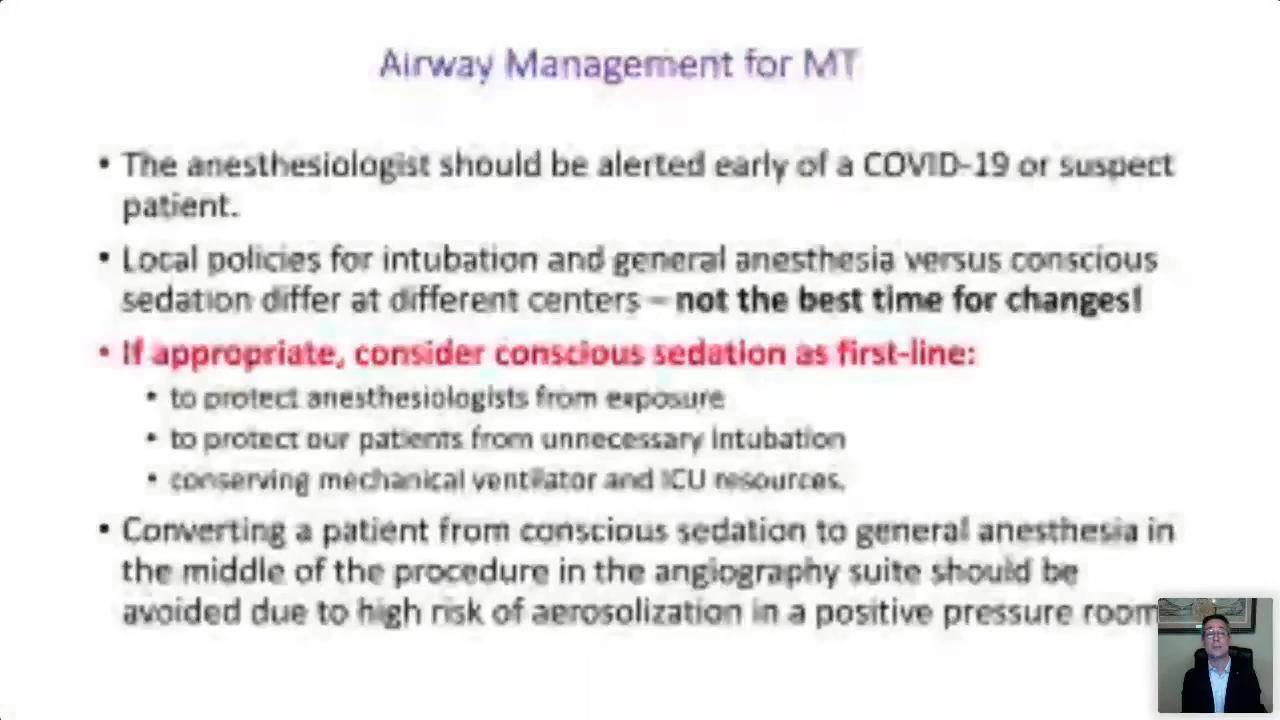 Airway Management for MT
• The anesthesiologist should be alerted early of a COVID-19 or suspect
patient.
• Local policies for intubation and general anesthesia versus conscious
sedation differ at different centers – not the best time for changes!
• If appropriate, consider conscious sedation as first-line:
• to protect anesthesiologists from exposure
• to protect our patients from unnecessary intubation
• conserving mechanical ventilator and ICU resources.
• Converting a patient from conscious sedation to general anesthesia in
the middle of the procedure in the angiography suite should be
avoided due to high risk of aerosolization in a positive pressure room